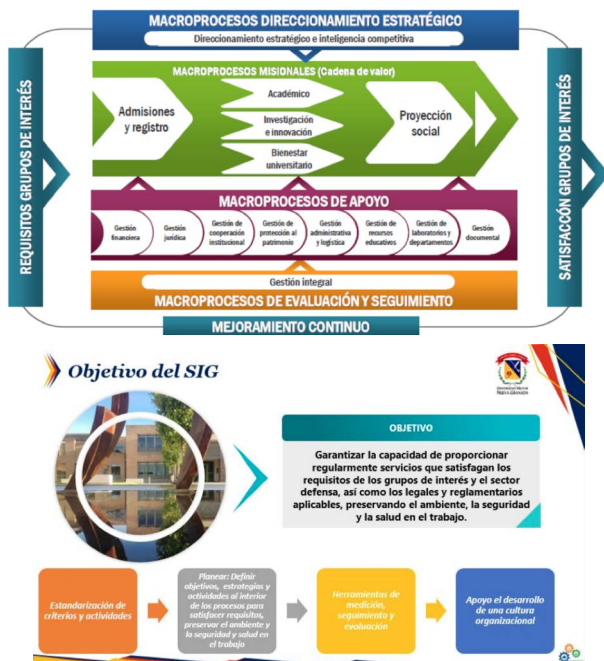 MACROPROCESOS DIRECCIONAMIENTO ESTRATÉGICO
Direccionamiento estratégico e inteligencia competitiva
REQUISITOS GRUPOS DE INTERÉS
MACROPROCESOS MISIONALES (Cadena de valor)
Admisiones
y registro
Académico
Investigación
e innovación
Bienestar
universitario
Proyección
social
SATISFACCÓN GRUPOS DE INTERÉS
MACROPROCESOS DE APOYO
Gestión
financiera
Gestión
jurídica
Gestión de
cooperación
institucional
Gestión de
protección al
patrimonio
Gestión
administrativa
y logística
Gestión de
recursos
educativos
Gestión de
laboratorios y
departamentos
Gestión
documental
Gestión integral
MACROPROCESOS DE EVALUACIÓN Y SEGUIMIENTO
MEJORAMIENTO CONTINUO
Objetivo del SIG
UNIVERSIDAD MILITAR
NUEVA GRANADA
OBJETIVO
Garantizar la capacidad de proporcionar
regularmente servicios que satisfagan los
requisitos de los grupos de interés y el sector
defensa, así como los legales y reglamentarios
aplicables, preservando el ambiente, la seguridad
y la salud en el trabajo.
Estandarización de
criterios y actividades
Planear: Definir
objetivos, estrategias y
actividades al interior
de los procesos para
satisfacer requisitos,
preservar el ambiente y
la seguridad y salud en
el trabajo
Herramientas de
medición,
seguimiento y
evaluación
Apoyo el desarrollo
de una cultura
organizacional